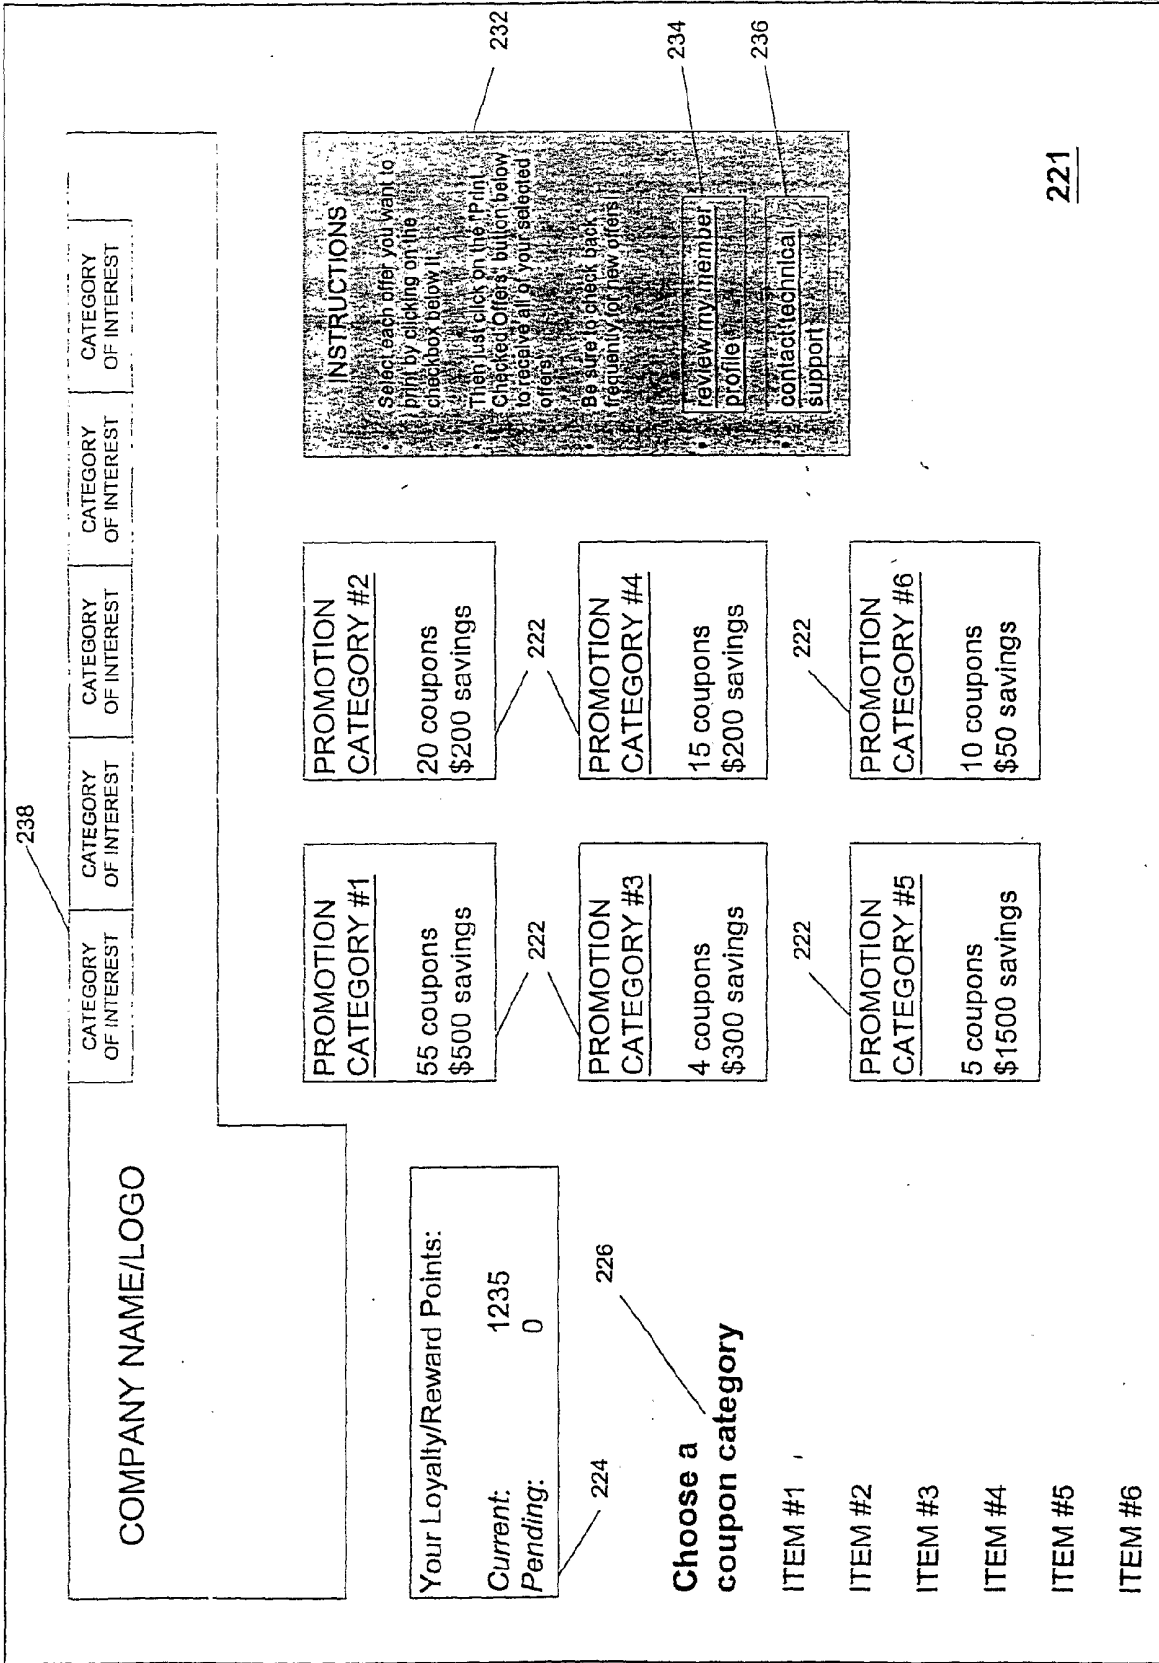 238
CATEGORY
OF INTEREST
CATEGORY
OF INTEREST
CATEGORY
OF INTEREST
CATEGORY
OF INTEREST
CATEGORY
OF INTEREST
COMPANY NAME/LOGO
Your Loyalty/Reward Points:
Current: 1235
Pending: 0
224
226
Choose a
coupon category
ITEM #1
ITEM #2
ITEM #3
ITEM #4
ITEM #5
ITEM #6
PROMOTION
CATEGORY #1
55 coupons
$500 savings
PROMOTION
CATEGORY #2
20 coupons
$200 savings
222
222
PROMOTION
CATEGORY #3
4 coupons
$300 savings
PROMOTION
CATEGORY #4
15 coupons
$200 savings
222
222
PROMOTION
CATEGORY #5
5 coupons
$1500 savings
PROMOTION
CATEGORY #6
10 coupons
$50 savings
INSTRUCTIONS
• Select each offer you want to
print by clicking on the
checkbox below it
• Then just click on the "Print
Checked Offers" button below
to receive all of your selected
offers
• Be sure to check back
frequently for new offers!
• review my member
profile
• contact technical
support
232
234
236
221